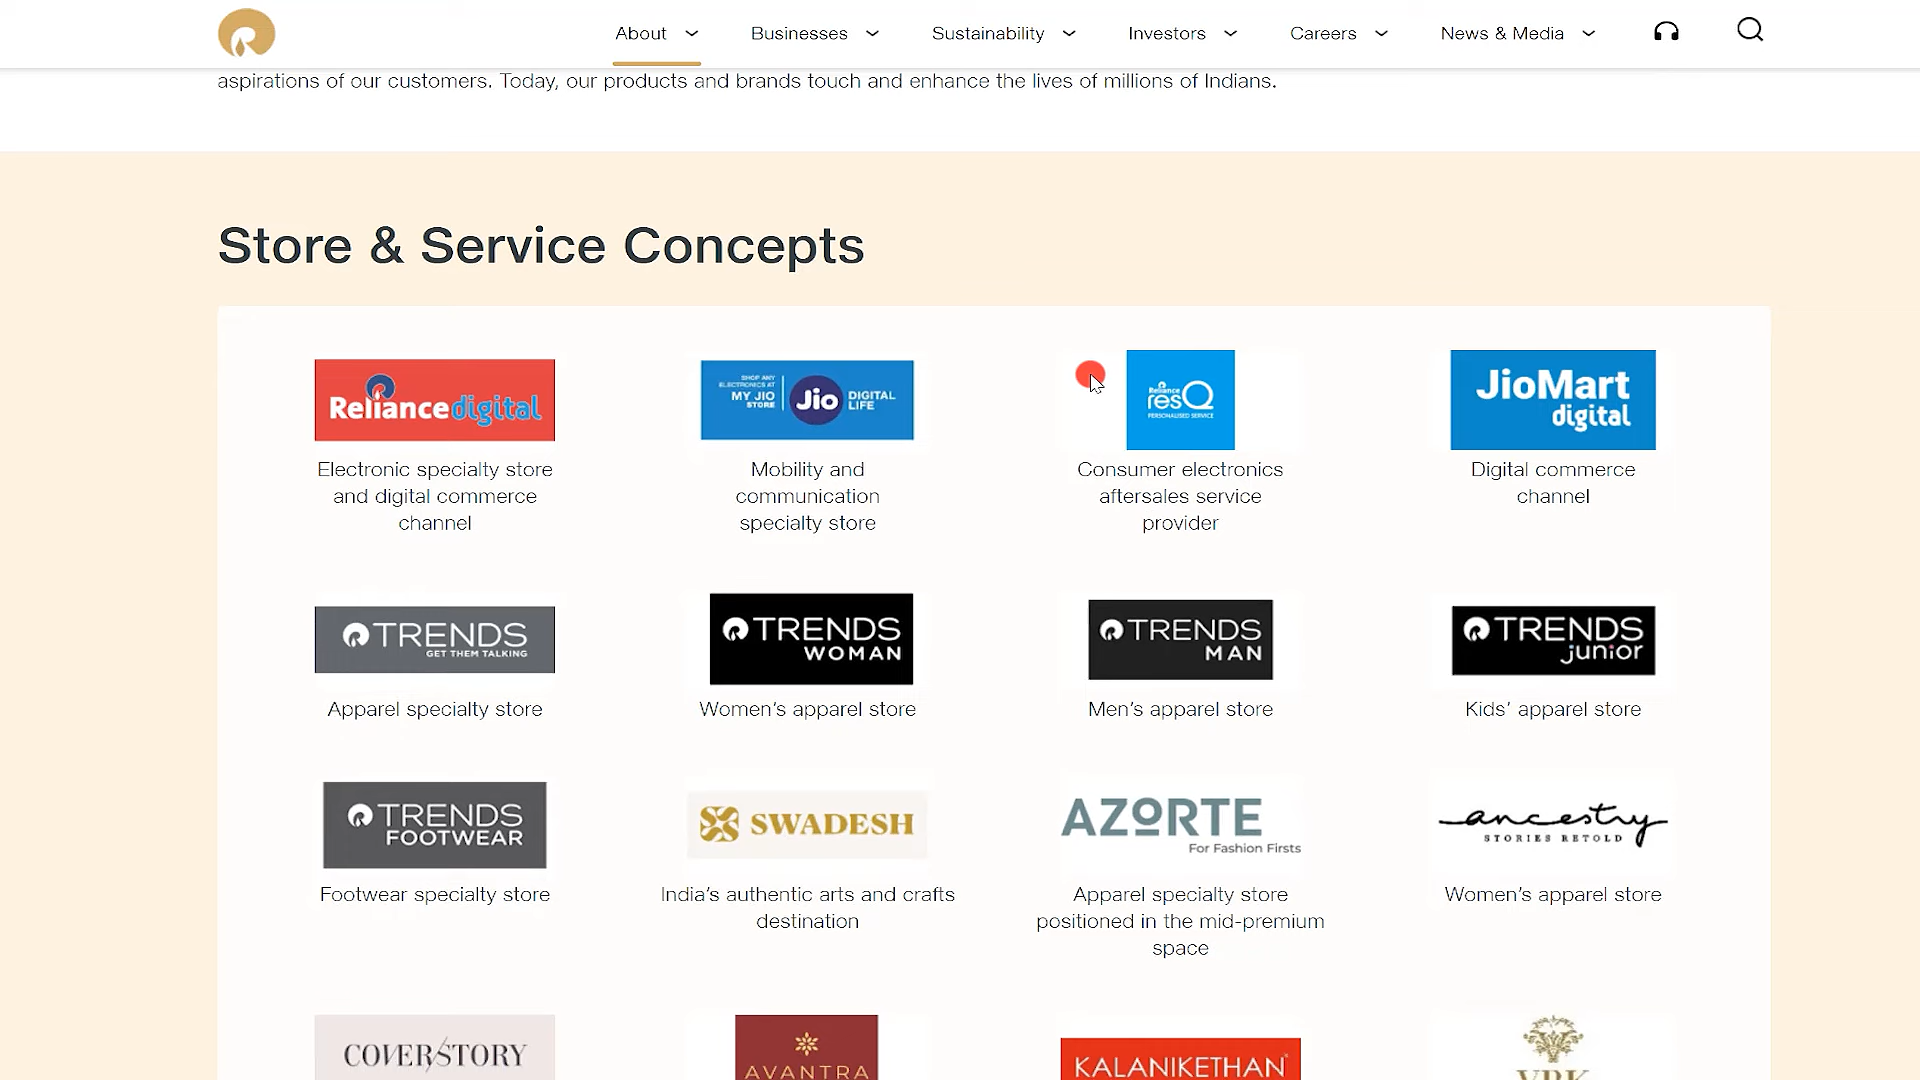 About Businesses Sustainability Investors Careers News & Media
aspirations of our customers. Today, our products and brands touch and enhance the lives of millions of Indians.
Store & Service Concepts
Reliance digital
Electronic specialty store
and digital commerce
channel
SHOP ANY
ELECTRONICS AT
MY JIO
STORE
Jio
DIGITAL
LIFE
Mobility and
communication
specialty store
Reliance
resQ
PERSONALISED SERVICE
Consumer electronics
aftersales service
provider
JioMart
digital
Digital commerce
channel
TRENDS
GET THEM TALKING
Apparel specialty store
TRENDS
WOMAN
Women’s apparel store
TRENDS
MAN
Men’s apparel store
TRENDS
junior
Kids’ apparel store
TRENDS
FOOTWEAR
Footwear specialty store
SWADESH
India’s authentic arts and crafts
destination
AZORTE
For Fashion Firsts
Apparel specialty store
positioned in the mid-premium
space
ancestry
STORIES RETOLD
Women’s apparel store
COVER/STORY
AVANTRA
KALANIKETHAN